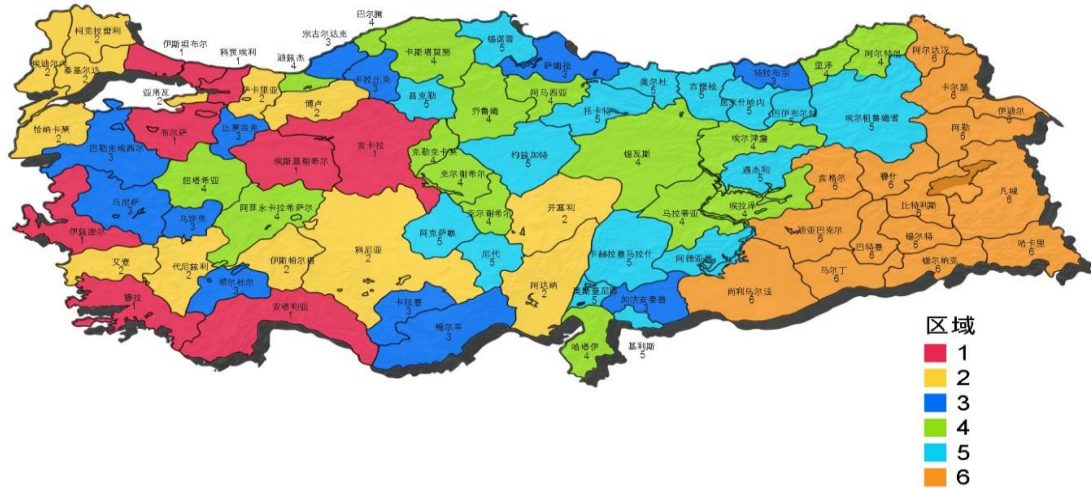 巴尔腾
4
宗古尔达克
3
伊斯坦布尔
1
科贾埃利
1
迪兹杰
4
柯克拉雷利
2
埃迪尔内
2
泰基尔达
2
亚洛瓦
2
萨卡里亚
2
博卢
2
卡拉比克
3
卡斯塔莫努
4
锡诺普
5
萨姆松
3
昌克勒
5
乔鲁姆
4
阿马西亚
4
托卡特
5
奥尔杜
5
吉雷松
5
特拉布宗
3
里泽
4
阿尔特温
4
阿尔达汉
6
卡尔斯
6
伊迪尔
6
阿勒
6
巴伊布尔特
5
埃尔祖鲁姆省
5
埃尔津詹
4
恰纳卡莱
2
巴勒克埃西尔
3
布尔萨
1
比莱吉克
3
埃斯基谢希尔
1
安卡拉
1
克勒克卡莱
4
克尔谢希尔
4
约兹加特
5
锡瓦斯
4
通杰利
5
宾格尔
6
穆什
6
凡城
6
比特利斯
6
屈塔希亚
4
马尼萨
3
乌沙克
3
阿菲永卡拉希萨尔
4
伊兹密尔
1
艾登
2
代尼兹利
2
伊斯帕尔塔
2
科尼亚
2
阿克萨赖
5
克尔谢希尔
4
开塞利
2
4
尼代
5
马拉蒂亚
4
埃拉泽
4
迪亚巴克尔
6
巴特曼
6
锡尔特
6
哈卡里
6
锡尔纳克
6
马尔丁
6
尚利乌尔法
6
阿德亚曼
5
卡赫拉曼马拉什
5
奥斯曼尼耶
5
加济安泰普
3
阿达纳
2
哈塔伊
4
基利斯
5
卡拉曼
3
梅尔辛
3
安塔利亚
1
布尔杜尔
3
穆拉
1
区域
1
2
3
4
5
6